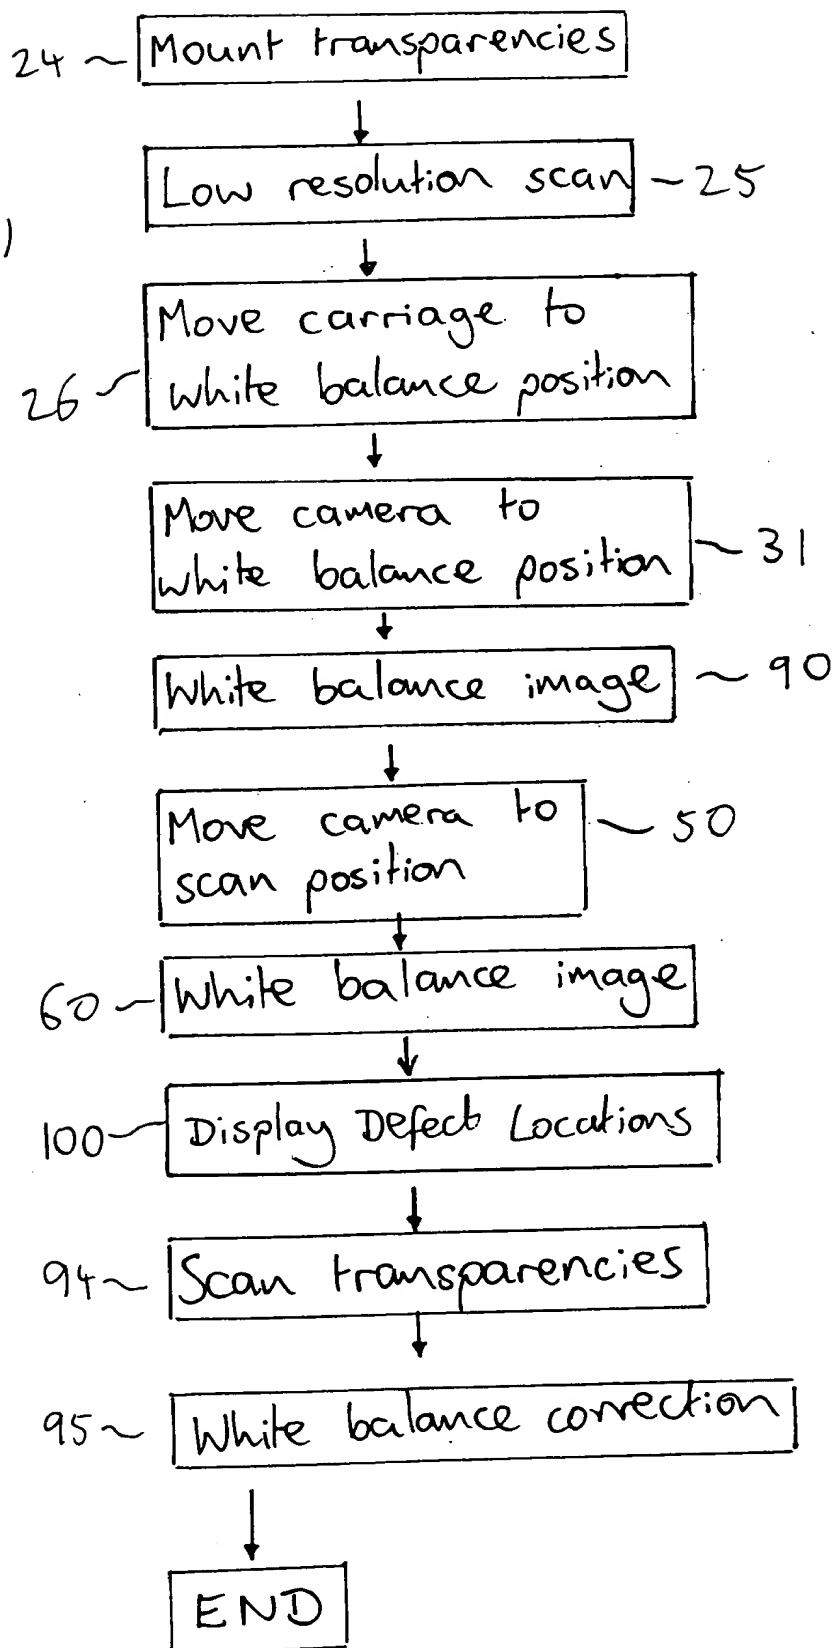 24 Mount transparencies
Low resolution scan 25
)
Move carriage to
26 white balance position
Move camera to
white balance position 31
White balance image 90
Move camera to 50
scan position
60 White balance image
100 Display Defect Locations
94 Scan transparencies
95 White balance correction
END